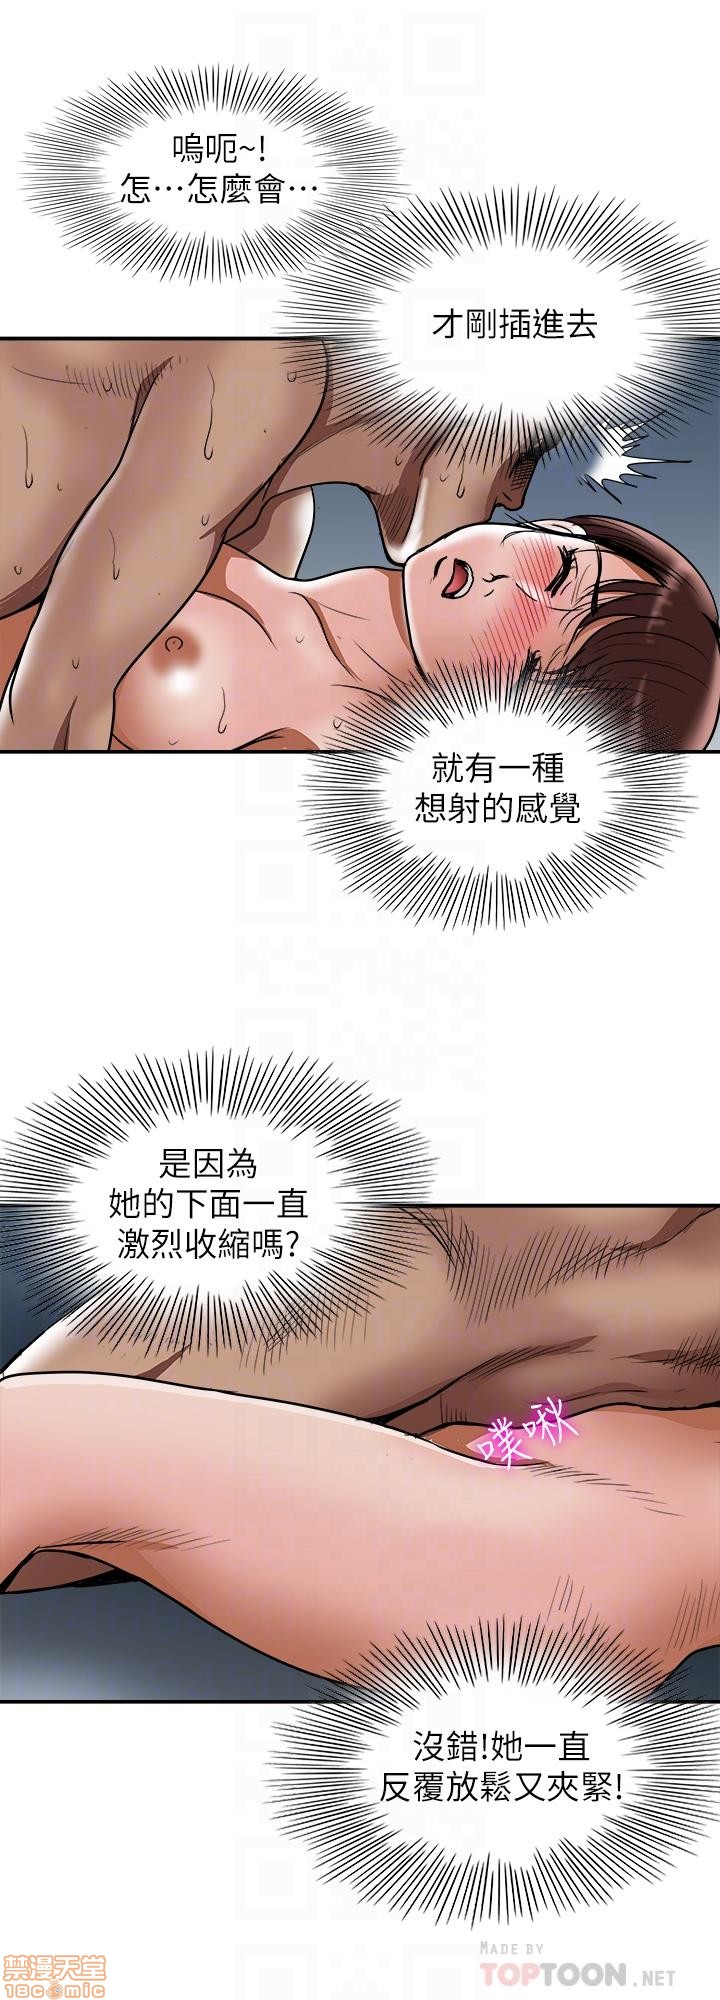 嗚呃~!
怎…怎麼會…
才剛插進去
就有一種
想射的感覺
是因為
她的下面一直
激烈收縮嗎?
噗啾
沒錯!她一直
反覆放鬆又夾緊!
MADE BY
TOPTOON.NET
禁漫天堂
18comic